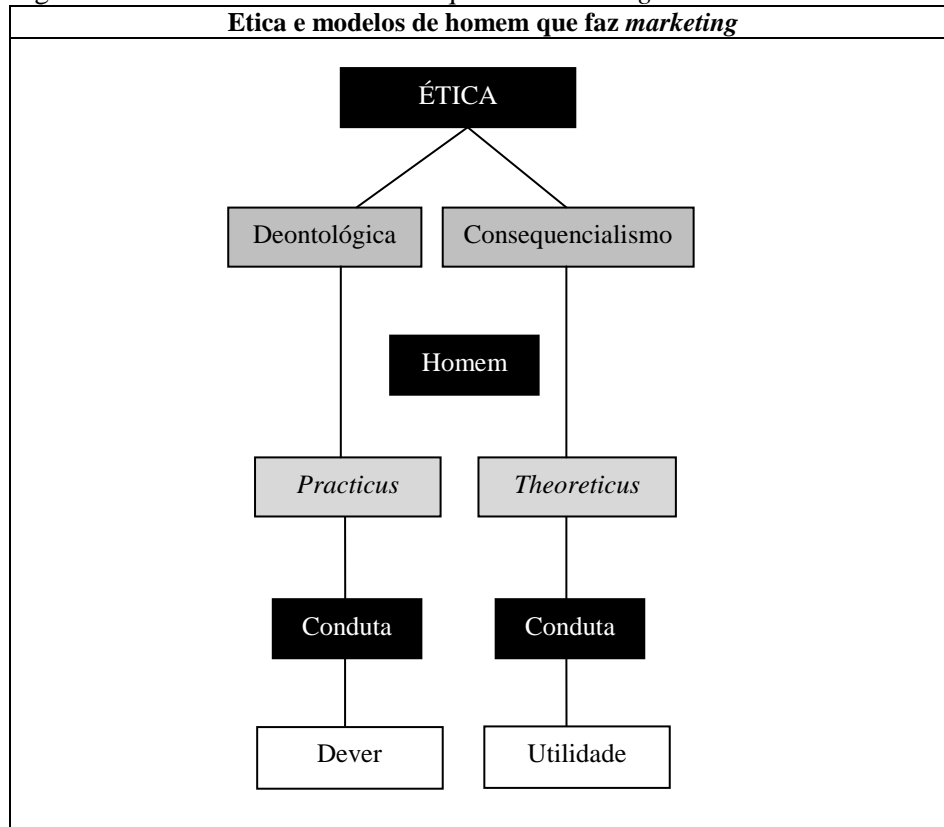 Etica e modelos de homem que faz marketing
ÉTICA
Deontológica Consequencialismo
Homem
Practicus Theoreticus
Conduta Conduta
Dever Utilidade